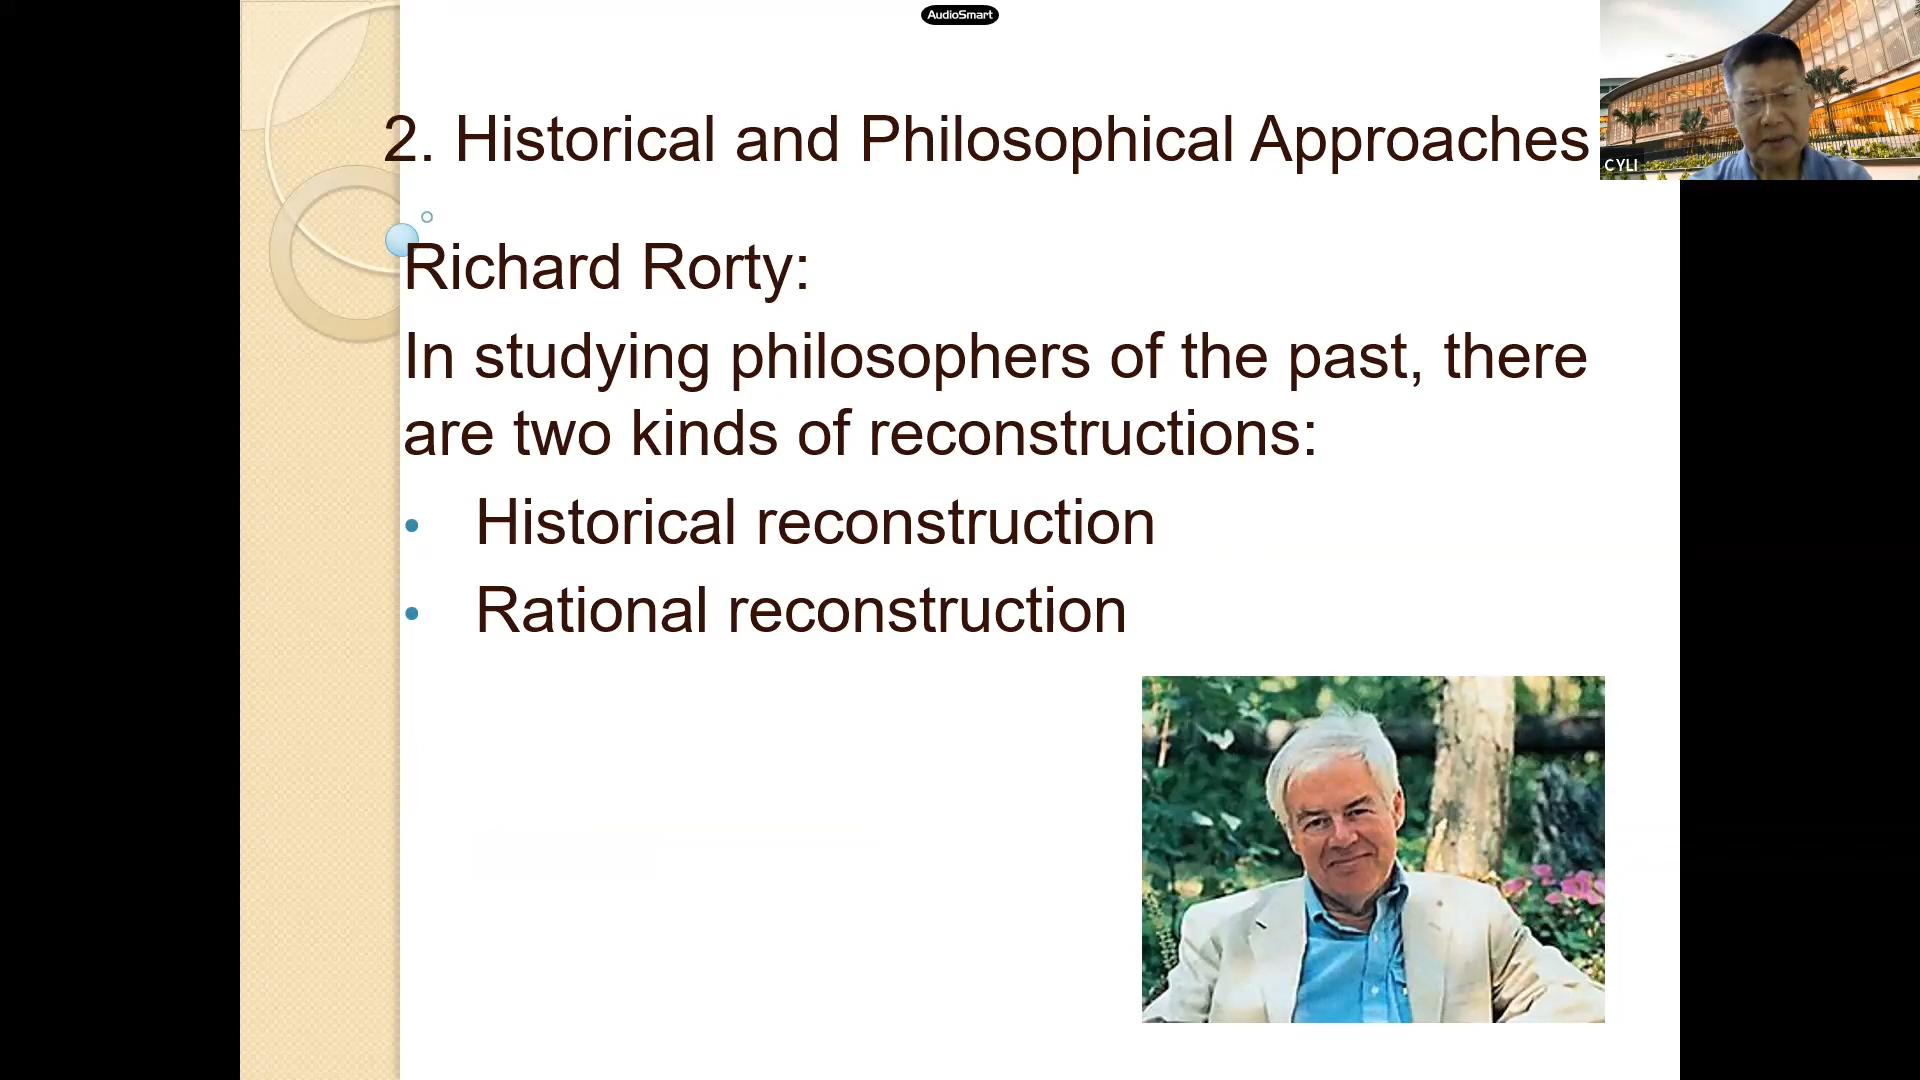 AudioSmart
2. Historical and Philosophical Approaches
CYLI
Richard Rorty:
In studying philosophers of the past, there
are two kinds of reconstructions:
• Historical reconstruction
• Rational reconstruction